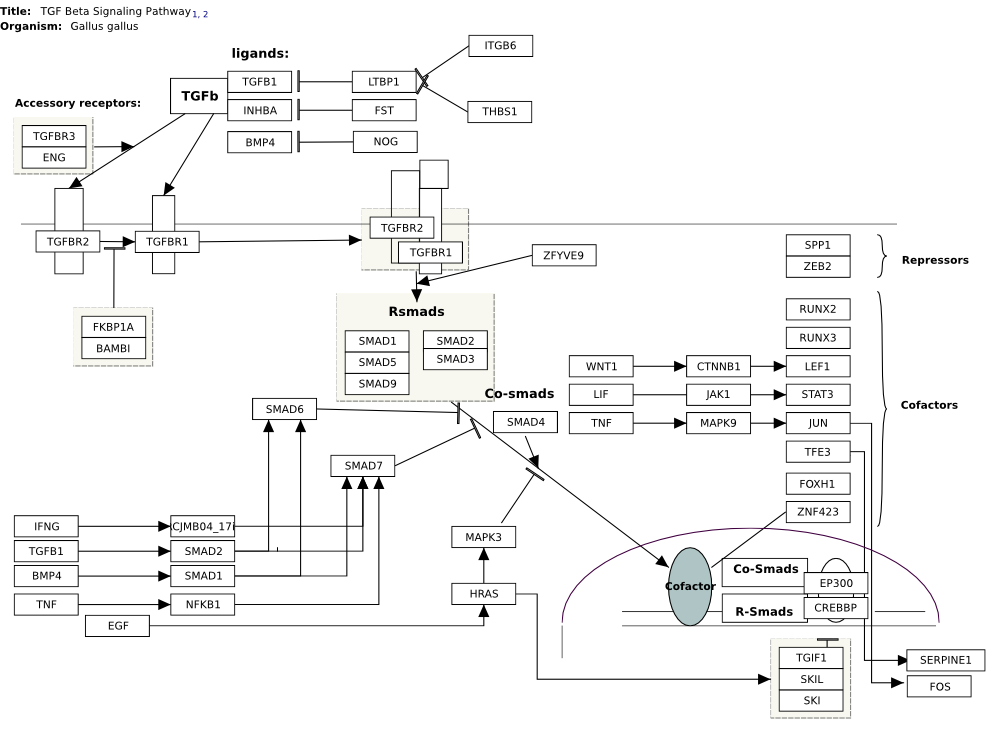 Title: TGF Beta Signaling Pathway 1, 2
Organism: Gallus gallus
ligands:
ITGB6
TGFb
TGFB1
LTBP1
INHBA
FST
THBS1
BMP4
NOG
Accessory receptors:
TGFBR3
ENG
TGFBR2
TGFBR1
TGFBR2
TGFBR1
ZFYVE9
SPP1
ZEB2
Repressors
FKBP1A
BAMBI
Rsmads
SMAD1
SMAD5
SMAD9
SMAD2
SMAD3
RUNX2
RUNX3
WNT1
CTNNB1
LEF1
LIF
JAK1
STAT3
TNF
MAPK9
JUN
TFE3
FOXH1
ZNF423
Cofactors
Co-smads
SMAD4
SMAD6
SMAD7
IFNG
CJMB04_17i
TGFB1
SMAD2
BMP4
SMAD1
TNF
NFKB1
EGF
MAPK3
HRAS
Cofactor
Co-Smads
R-Smads
EP300
CREBBP
TGIF1
SKIL
SKI
SERPINE1
FOS